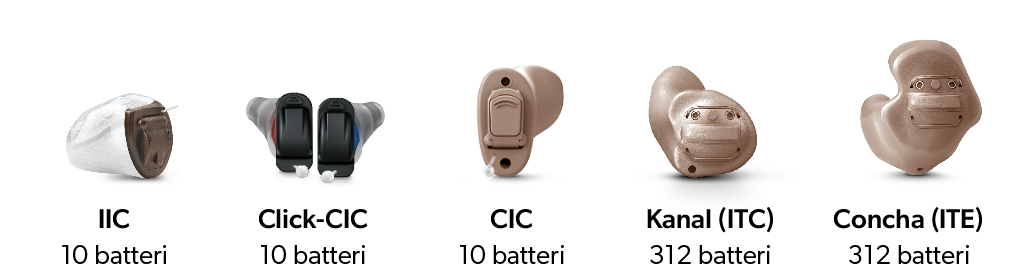 IIC
10 batteri
Click-CIC
10 batteri
CIC
10 batteri
Kanal (ITC)
312 batteri
Concha (ITE)
312 batteri